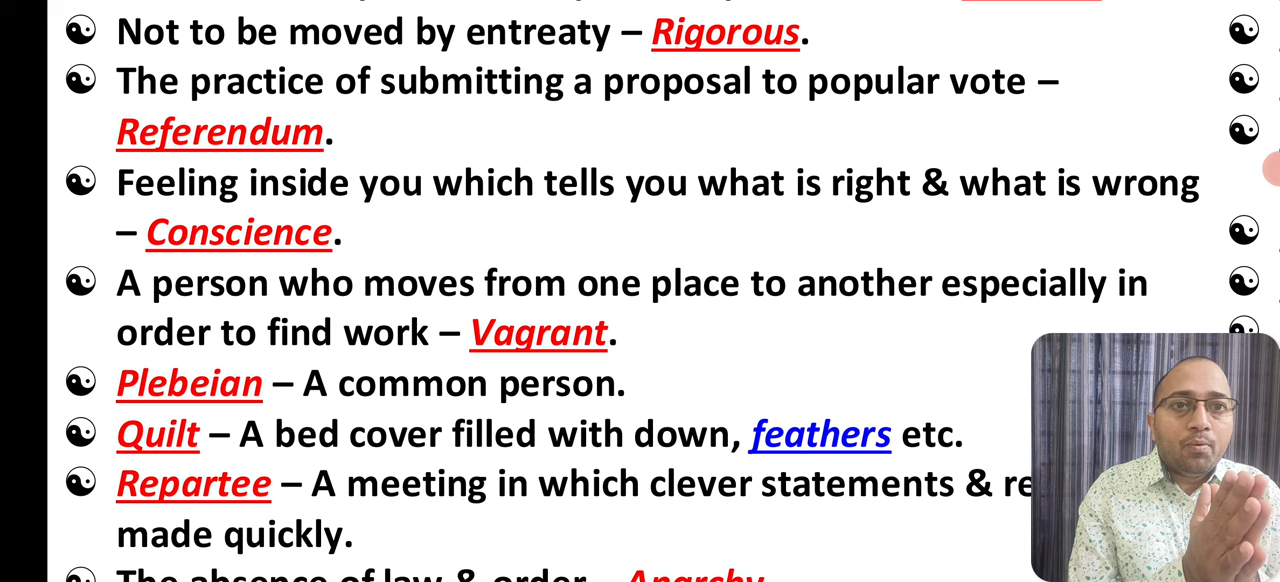 Not to be moved by entreaty – Rigorous.
The practice of submitting a proposal to popular vote –
Referendum.
Feeling inside you which tells you what is right & what is wrong
– Conscience.
A person who moves from one place to another especially in
order to find work – Vagrant.
Plebeian – A common person.
Quilt – A bed cover filled with down, feathers etc.
Repartee – A meeting in which clever statements &
made quickly.
The absence of law & order – Anarchy